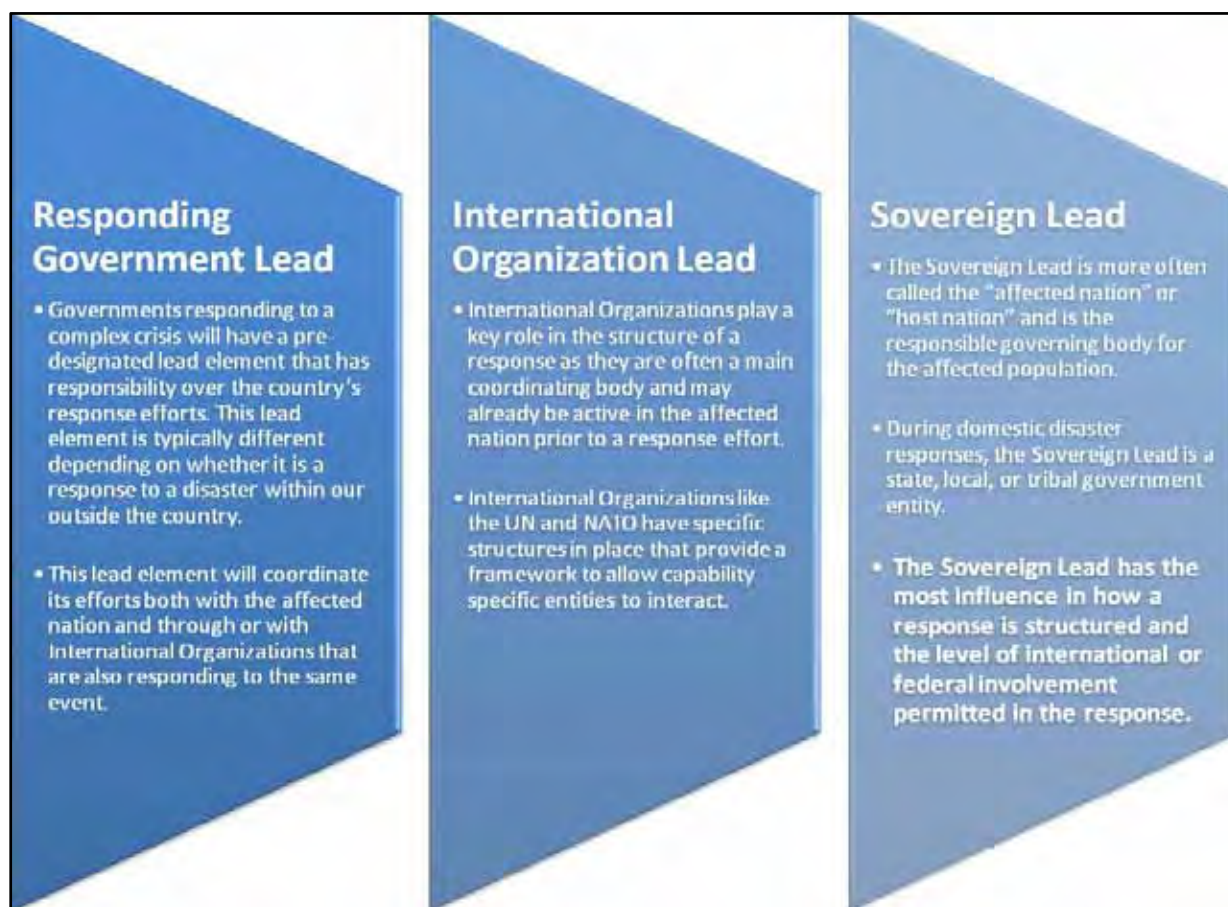 Responding
Government Lead
• Governments responding to a
complex crisis will have a pre-
designated lead element that has
responsibility over the country's
response efforts. This lead
element is typically different
depending on whether it is a
response to a disaster within our
outside the country.
• This lead element will coordinate
its efforts both with the affected
nation and through or with
International Organizations that
are also responding to the same
event.
International
Organization Lead
• International Organizations play a
key role in the structure of a
response as they are often a main
coordinating body and may
already be active in the affected
nation prior to a response effort.
• International Organizations like
the UN and NATO have specific
structures in place that provide a
framework to allow capability
specific entities to interact.
Sovereign Lead
• The Sovereign Lead is more often
called the "affected nation" or
"host nation" and is the
responsible governing body for
the affected population.
• During domestic disaster
responses, the Sovereign Lead is a
state, local, or tribal government
entity.
• The Sovereign Lead has the
most influence in how a
response is structured and
the level of international or
federal involvement
permitted in the response.